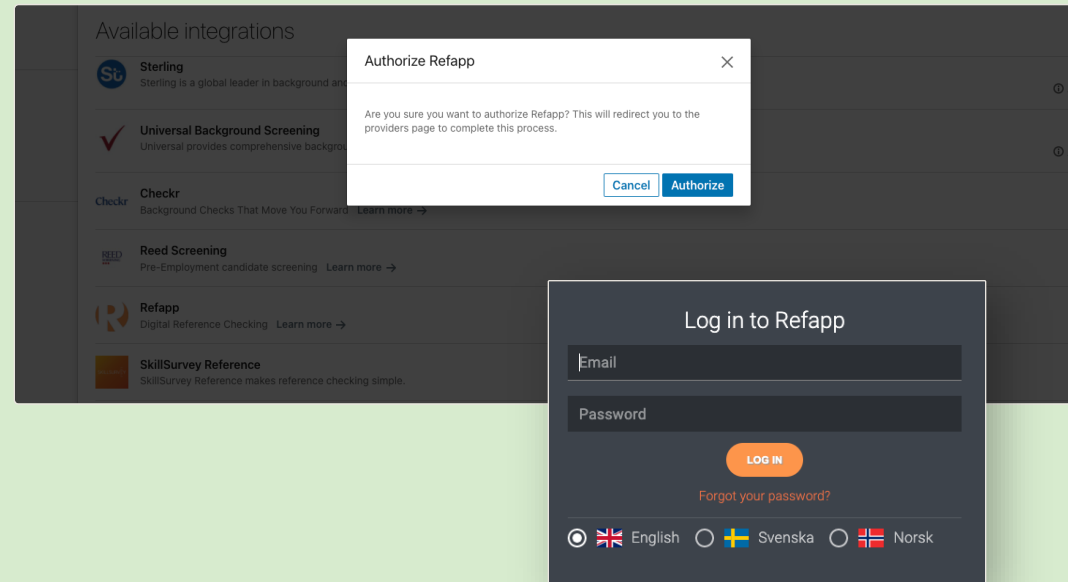 Available integrations
Sterling
Sterling is a global leader in background and
Universal Background Screening
Universal provides comprehensive backgrou
Checkr
Checkr
Background Checks That Move You Forward Learn more →
REED
Reed Screening
Pre-Employment candidate screening Learn more →
Refapp
Digital Reference Checking Learn more →
SkillSurvey Reference
SkillSurvey Reference makes reference checking simple.
Authorize Refapp
Are you sure you want to authorize Refapp? This will redirect you to the
providers page to complete this process.
Cancel Authorize
Log in to Refapp
Email
Password
LOG IN
Forgot your password?
English Svenska Norsk